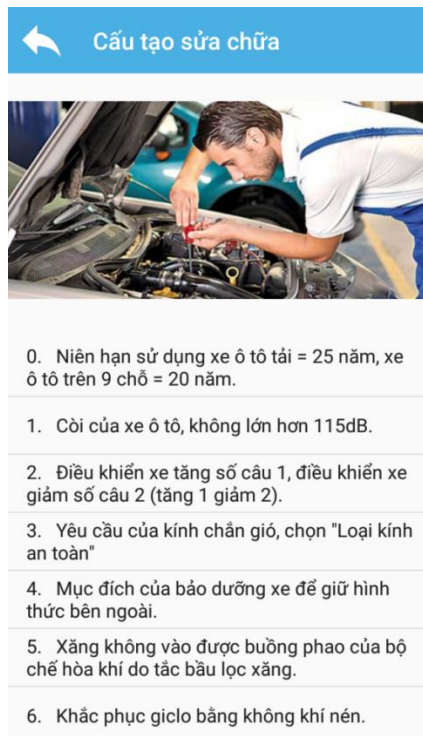 Cấu tạo sửa chữa
0. Niên hạn sử dụng xe ô tô tải = 25 năm, xe
ô tô trên 9 chỗ = 20 năm.
1. Còi của xe ô tô, không lớn hơn 115dB.
2. Điều khiển xe tăng số câu 1, điều khiển xe
giảm số câu 2 (tăng 1 giảm 2).
3. Yêu cầu của kính chắn gió, chọn "Loại kính
an toàn"
4. Mục đích của bảo dưỡng xe để giữ hình
thức bên ngoài.
5. Xăng không vào được buồng phao của bộ
chế hòa khí do tắc bầu lọc xăng.
6. Khắc phục giclo bằng không khí nén.